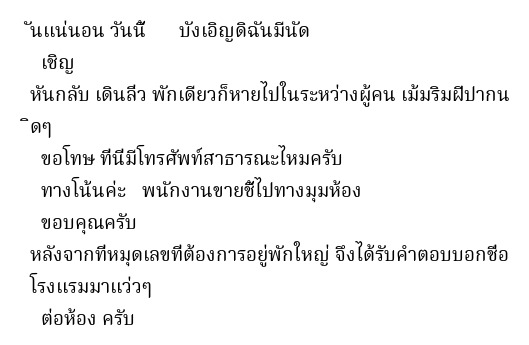 ันแน่นอน วันนี้ บังเอิญดิฉันมีนัด
เชิญ
หันกลับ เดินลิ่ว พักเดียวก็หายไปในระหว่างผู้คน เม้มริมฝีปากน
ิดๆ
ขอโทษ ที่นี่มีโทรศัพท์สาธารณะไหมครับ
ทางโน้นค่ะ พนักงานขายชี้ไปทางมุมห้อง
ขอบคุณครับ
หลังจากที่หมุดเลขที่ต้องการอยู่พักใหญ่ จึงได้รับคำตอบบอกชื่อ
โรงแรมมาแว่วๆ
ต่อห้อง ครับ